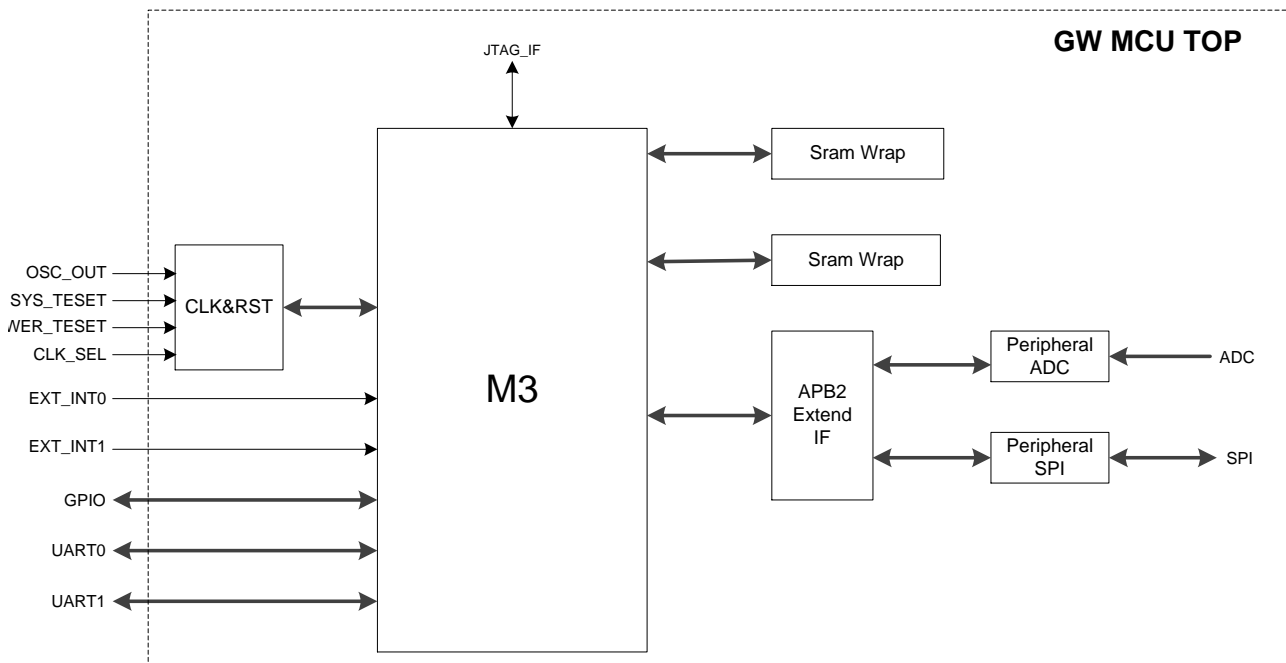 GW MCU TOP
JTAG_IF
Sram Wrap
Sram Wrap
OSC_OUT
SYS_TESET
WER_TESET
CLK_SEL
CLK&RST
EXT_INT0
EXT_INT1
GPIO
UART0
UART1
M3
APB2
Extend
IF
Peripheral
ADC
ADC
Peripheral
SPI
SPI